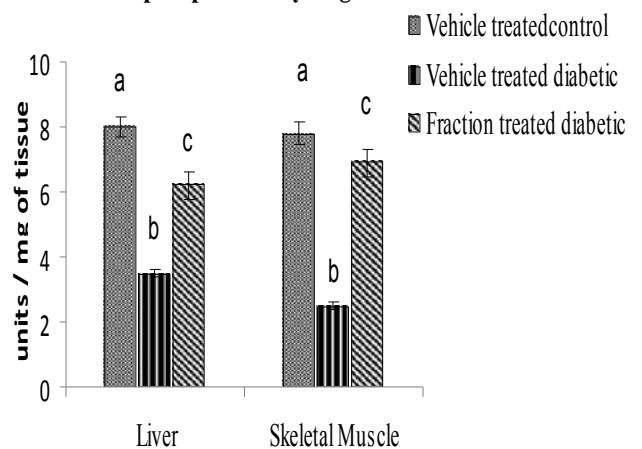 Vehicle treatedcontrol
Vehicle treated diabetic
Fraction treated diabetic
units / mg of tissue
10
8
6
4
2
0
a
b
c
a
b
c
Liver
Skeletal Muscle